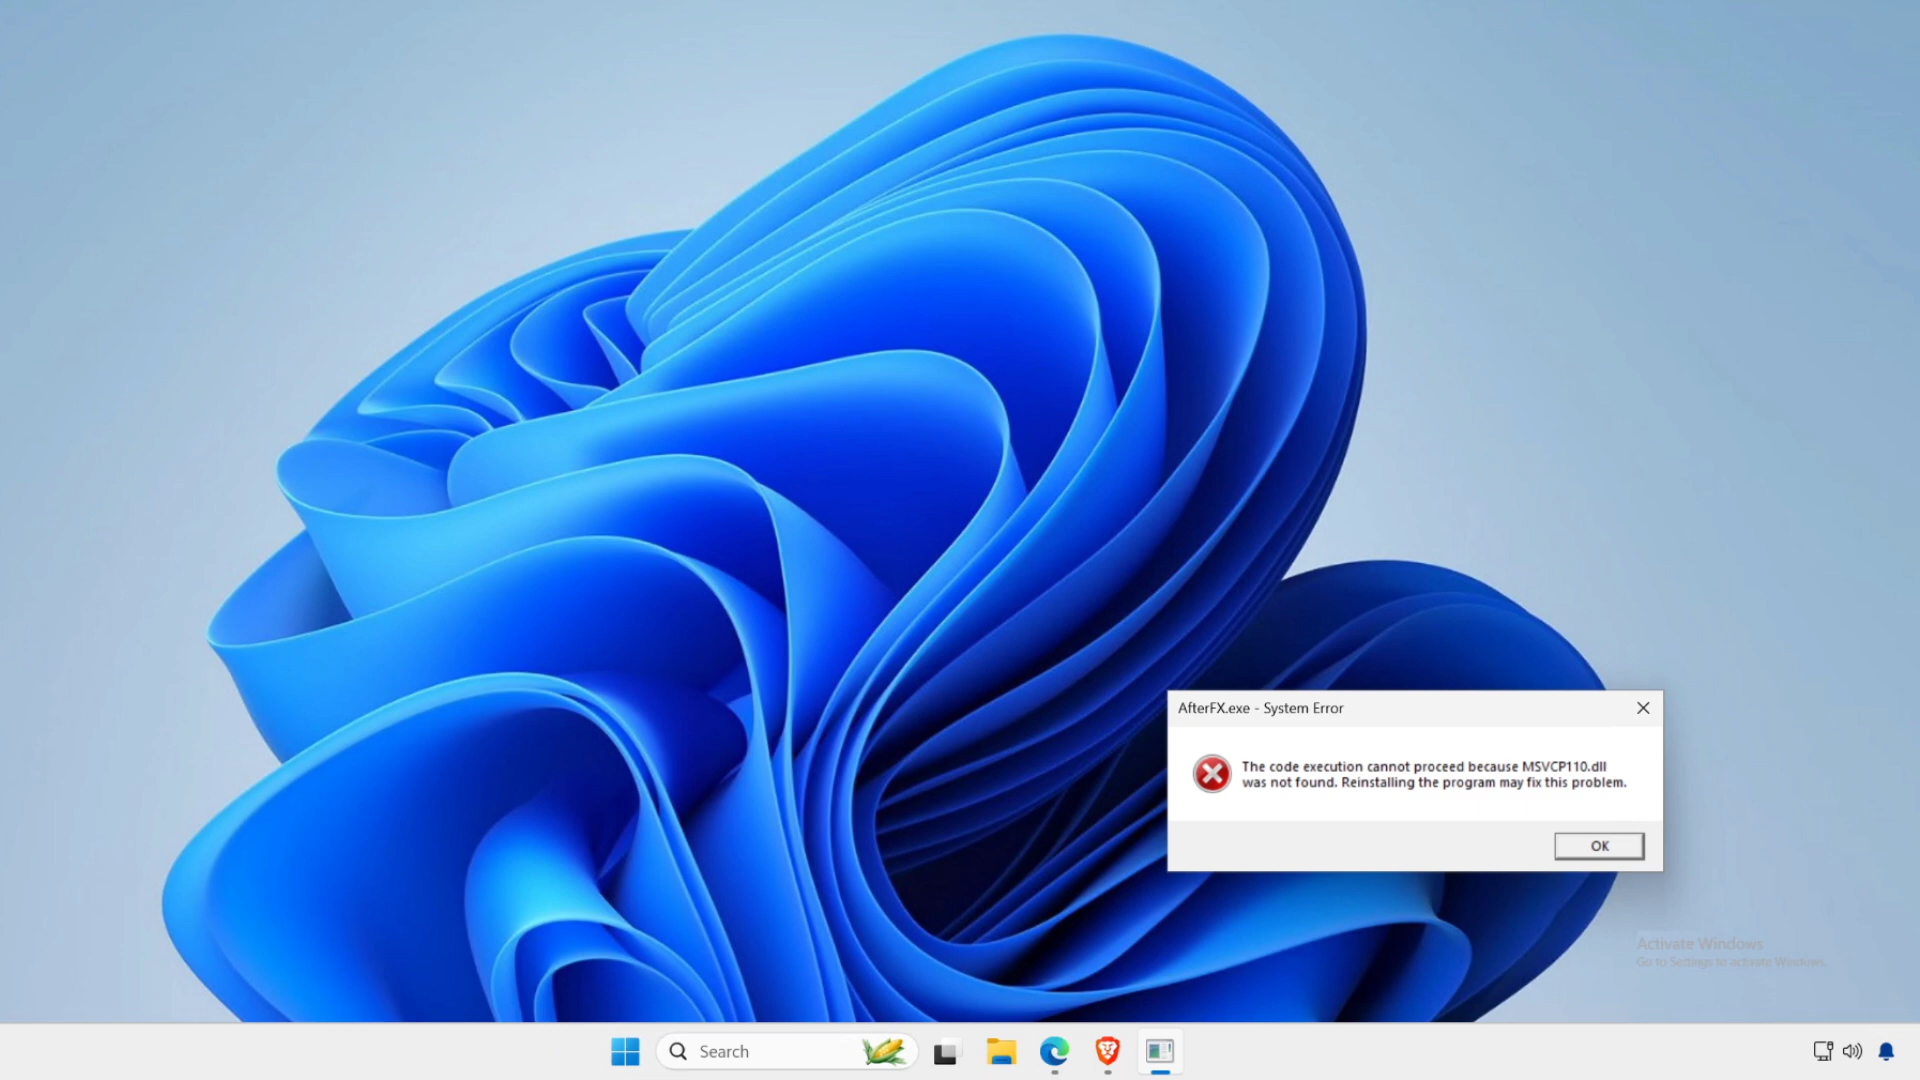 AfterFX.exe - System Error
The code execution cannot proceed because MSVCP110.dll
was not found. Reinstalling the program may fix this problem.
OK
Activate Windows
Go to Settings to activate Windows.
Search